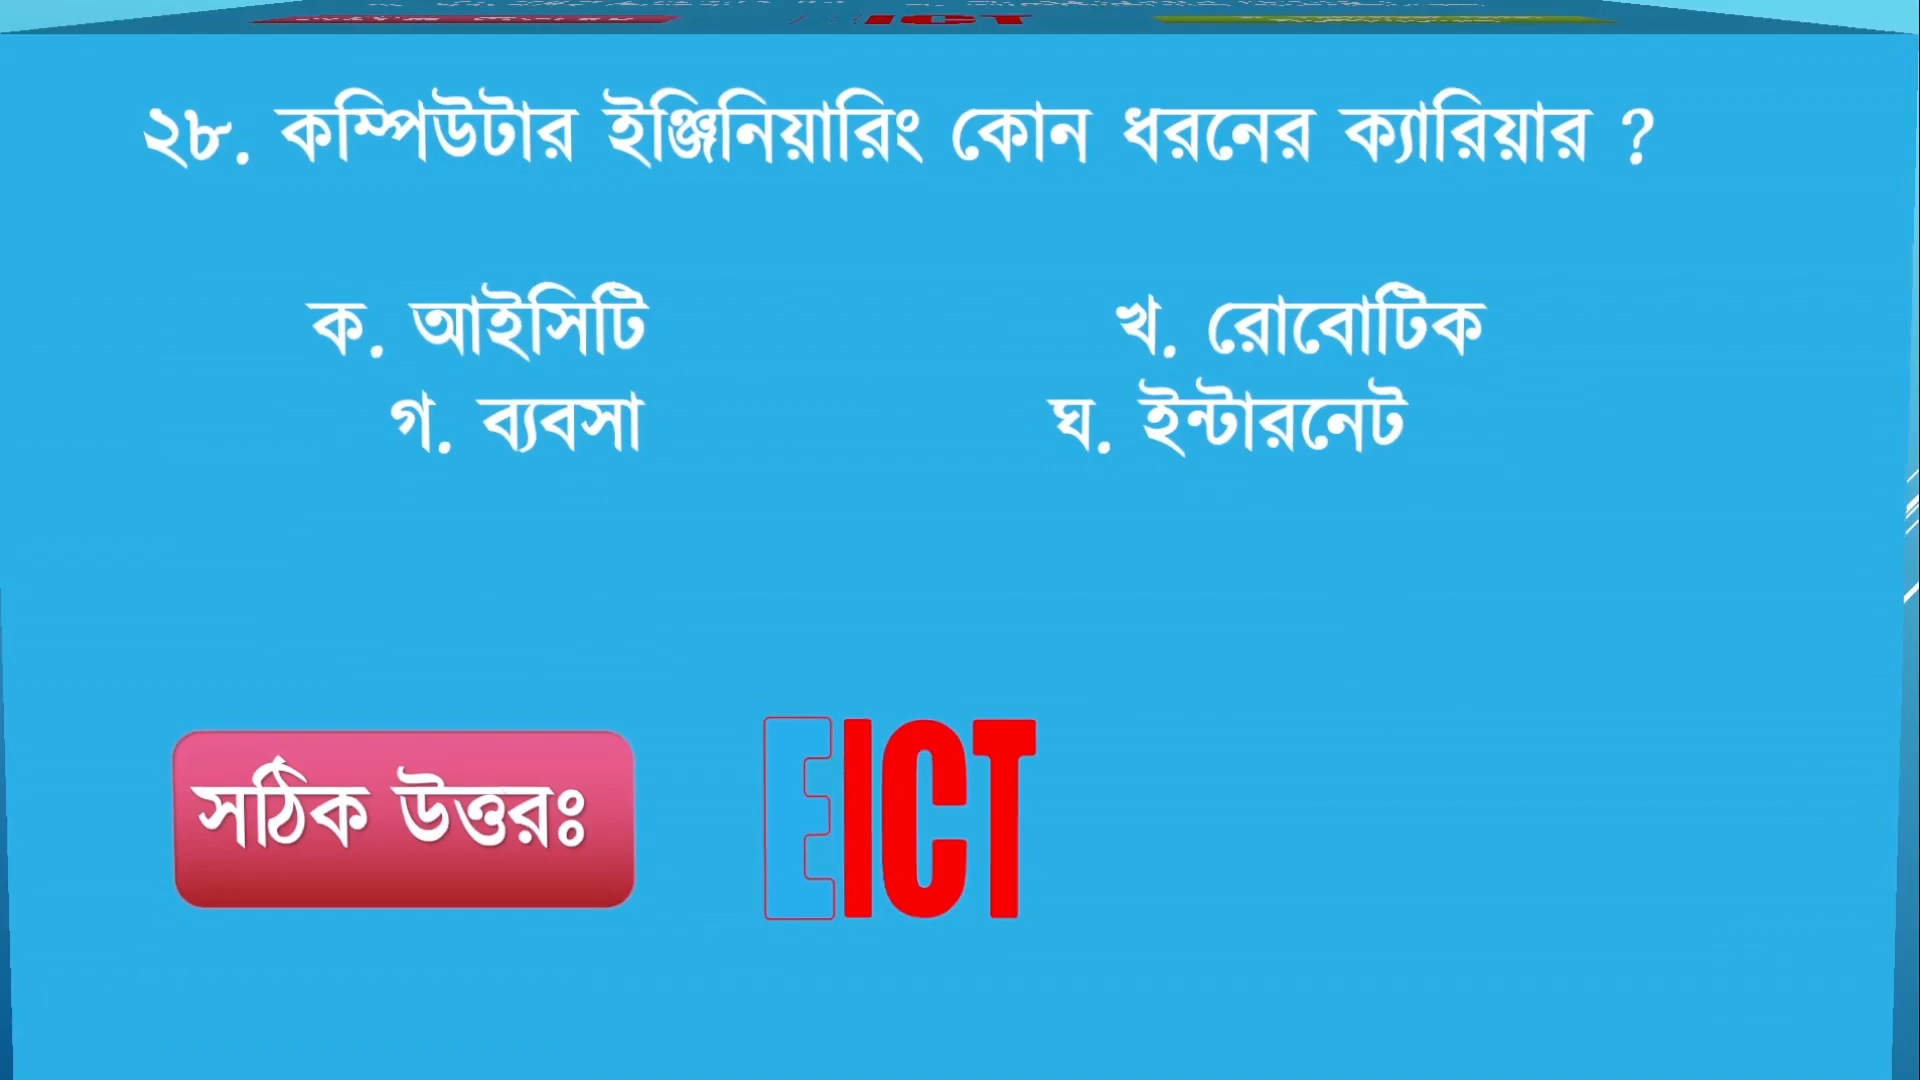 ২৮. কম্পিউটার ইঞ্জিনিয়ারিং কোন ধরনের ক্যারিয়ার ?
ক. আইসিটি খ. রোবোটিক
গ. ব্যবসা ঘ. ইন্টারনেট
সঠিক উত্তরঃ EICT